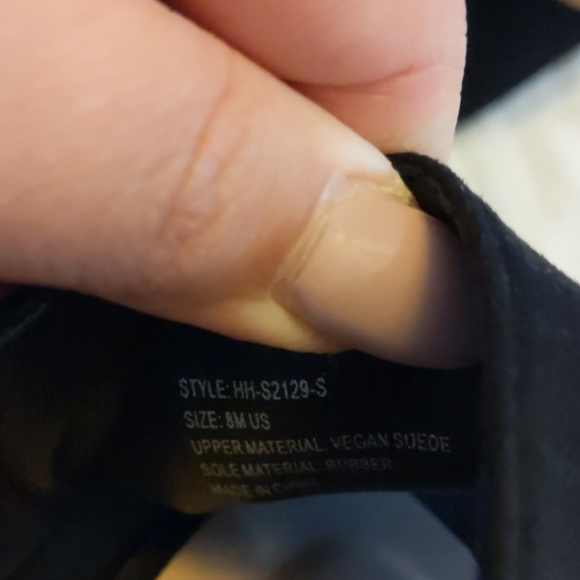 STYLE: HH-S2129-S
SIZE: 8M US
UPPER MATERIAL: VEGAN SUEDE
SOLE MATERIAL: RUBBER
MADE IN CHINA